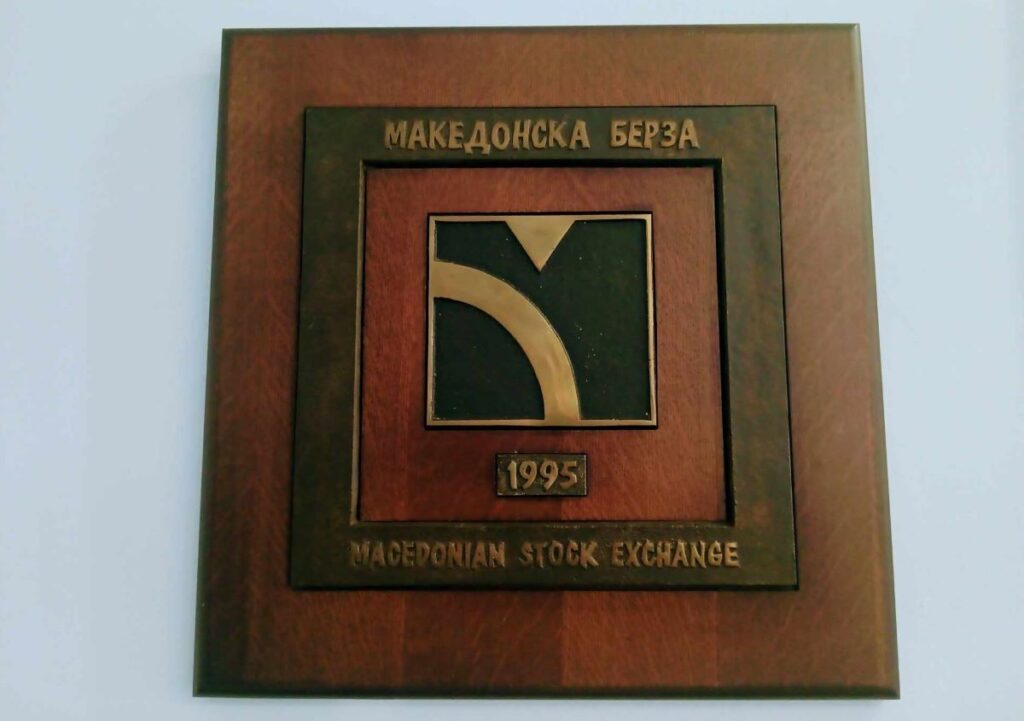 МАКЕДОНСКА БЕРЗА
1995
MACEDONIAN STOCK EXCHANGE